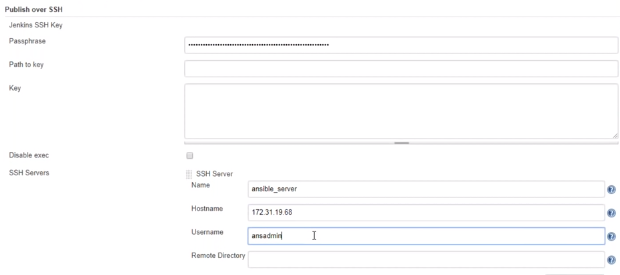 Publish over SSH
Jenkins SSH Key
Passphrase
Path to key
Key
Disable exec
SSH Servers
SSH Server
Name
ansible_server
Hostname
172.31.19.68
Username
ansadmin
Remote Directory